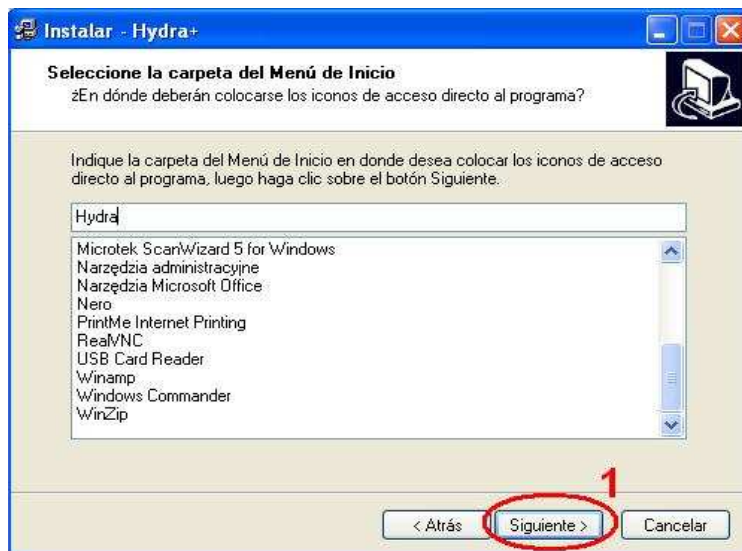 Instalar - Hydra+
Seleccione la carpeta del Menú de Inicio
żEn dónde deberán colocarse los iconos de acceso directo al programa?
Indique la carpeta del Menú de Inicio en donde desea colocar los iconos de acceso
directo al programa, luego haga clic sobre el botón Siguiente.
Hydra
Microtek ScanWizard 5 for Windows
Narzędzia administracyjne
Narzędzia Microsoft Office
Nero
PrintMe Internet Printing
RealVNC
USB Card Reader
Winamp
Windows Commander
WinZip
1
< Atrás
Siguiente >
Cancelar